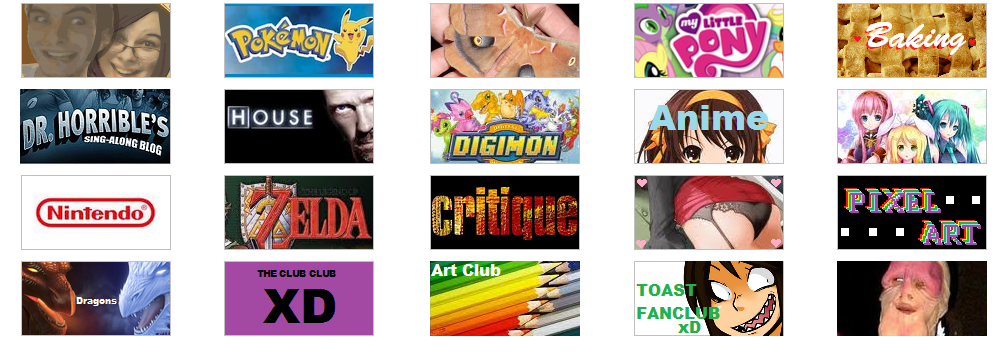 POKéMON
my LITTLE
PONY
Baking
DR. HORRIBLE'S
SING-ALONG BLOG
HOUSE
DIGIMON
Anime
Nintendo®
ZELDA
critique
PIXEL
ART
Dragons
THE CLUB CLUB
XD
Art Club
TOAST
FANCLUB
xD